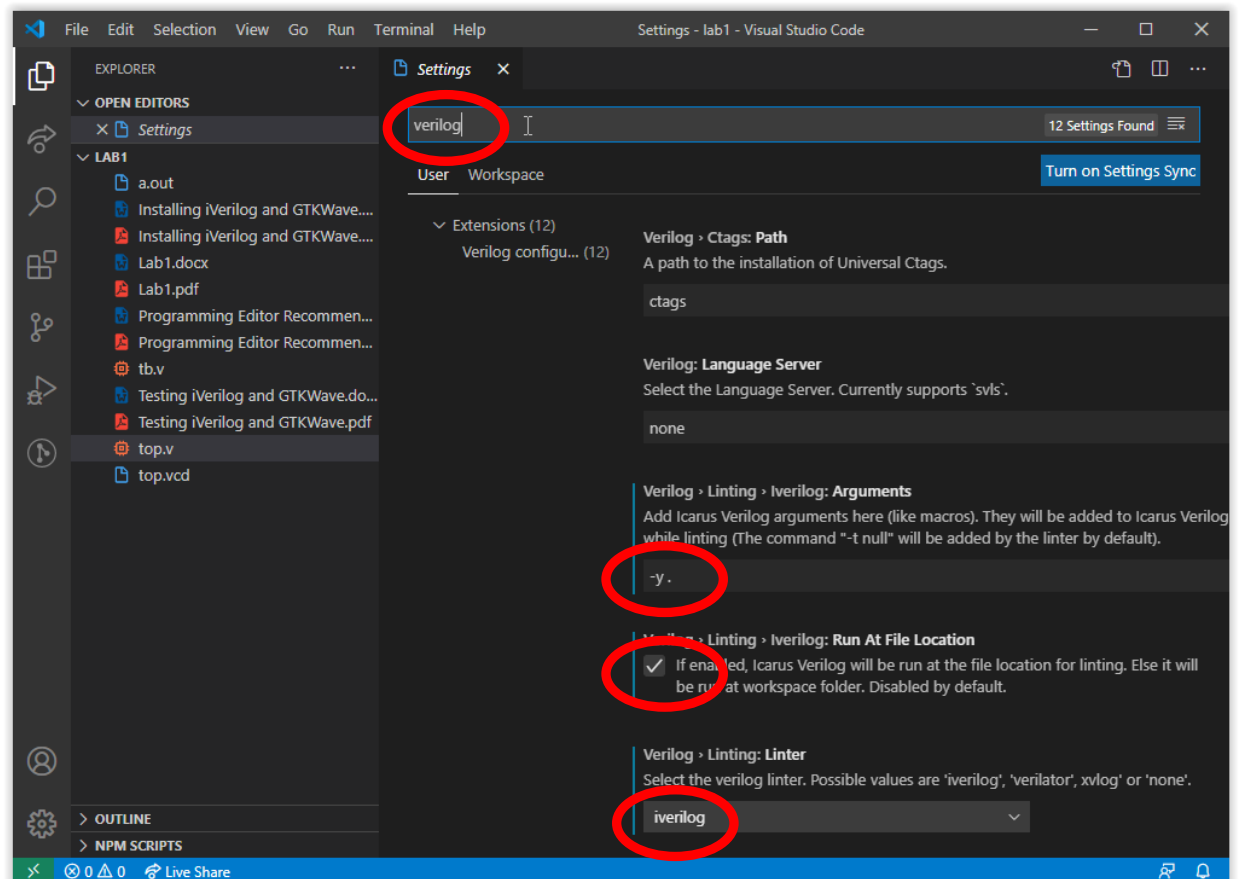 File Edit Selection View Go Run Terminal Help
Settings - lab1 - Visual Studio Code
EXPLORER
OPEN EDITORS
Settings
LAB1
a.out
Installing iVerilog and GTKWave....
Installing iVerilog and GTKWave....
Lab1.docx
Lab1.pdf
Programming Editor Recommen...
Programming Editor Recommen...
tb.v
Testing iVerilog and GTKWave.do...
Testing iVerilog and GTKWave.pdf
top.v
top.vcd
OUTLINE
NPM SCRIPTS
Settings
verilog
12 Settings Found
User Workspace
Turn on Settings Sync
Extensions (12)
Verilog configu... (12)
Verilog › Ctags: Path
A path to the installation of Universal Ctags.
ctags
Verilog: Language Server
Select the Language Server. Currently supports `svls`.
none
Verilog › Linting › Iverilog: Arguments
Add Icarus Verilog arguments here (like macros). They will be added to Icarus Verilog
while linting (The command "-t null" will be added by the linter by default).
-y .
Verilog › Linting › Iverilog: Run At File Location
If enabled, Icarus Verilog will be run at the file location for linting. Else it will
be run at workspace folder. Disabled by default.
Verilog › Linting: Linter
Select the verilog linter. Possible values are 'iverilog', 'verilator', xvlog' or 'none'.
iverilog
0 0 Live Share